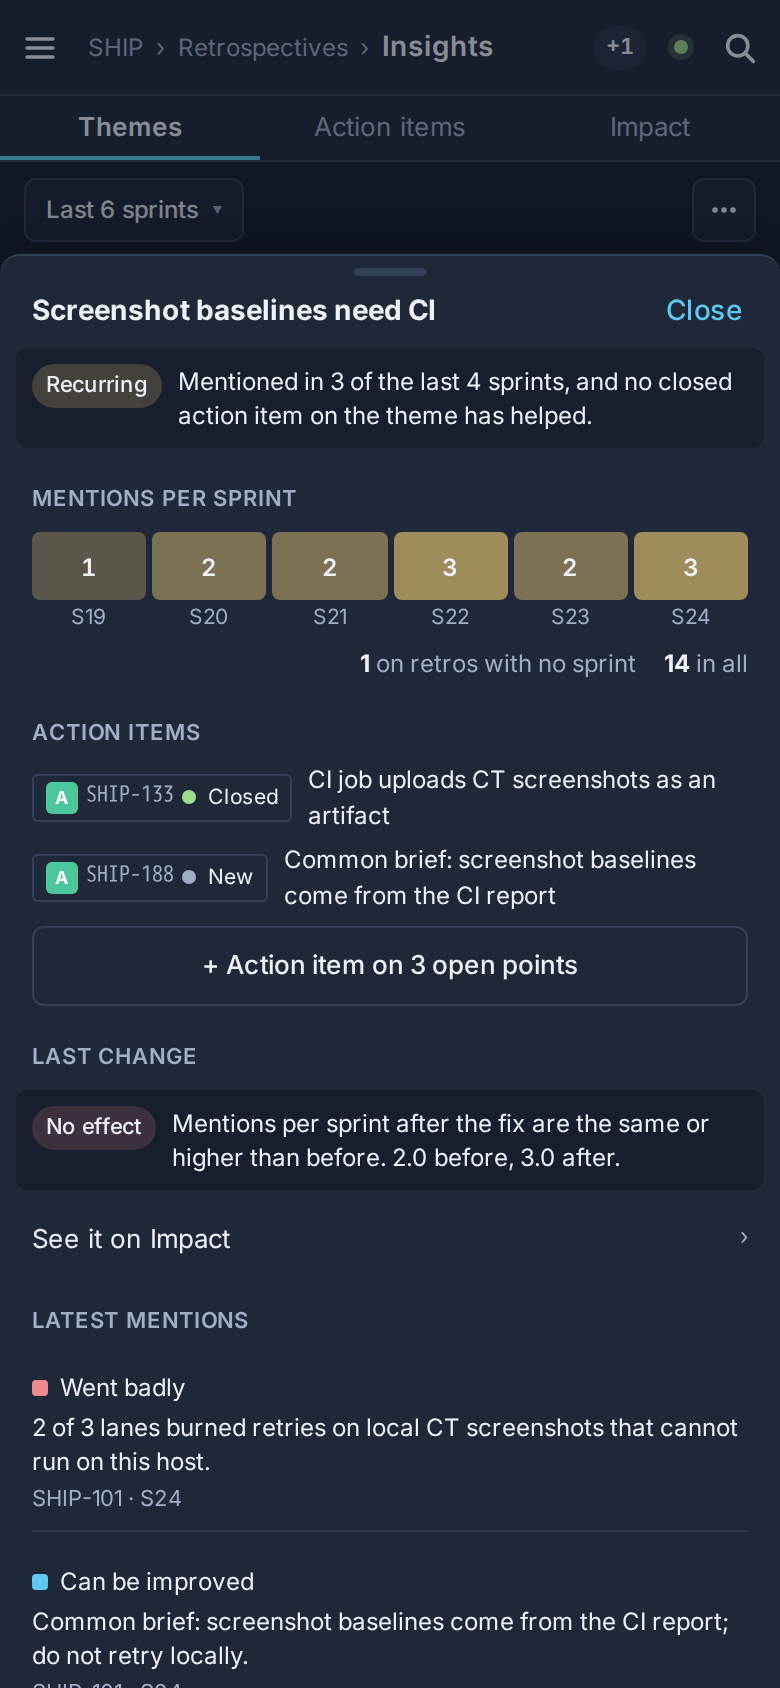 SHIP › Retrospectives › Insights +1
Themes Action items Impact
Last 6 sprints ▾ •••
Screenshot baselines need CI Close
Recurring Mentioned in 3 of the last 4 sprints, and no closed
action item on the theme has helped.
MENTIONS PER SPRINT
1 2 2 3 2 3
S19 S20 S21 S22 S23 S24
1 on retros with no sprint 14 in all
ACTION ITEMS
A SHIP-133 Closed CI job uploads CT screenshots as an
artifact
A SHIP-188 New Common brief: screenshot baselines
come from the CI report
+ Action item on 3 open points
LAST CHANGE
No effect Mentions per sprint after the fix are the same or
higher than before. 2.0 before, 3.0 after.
See it on Impact ›
LATEST MENTIONS
Went badly
2 of 3 lanes burned retries on local CT screenshots that cannot
run on this host.
SHIP-101 · S24
Can be improved
Common brief: screenshot baselines come from the CI report;
do not retry locally.